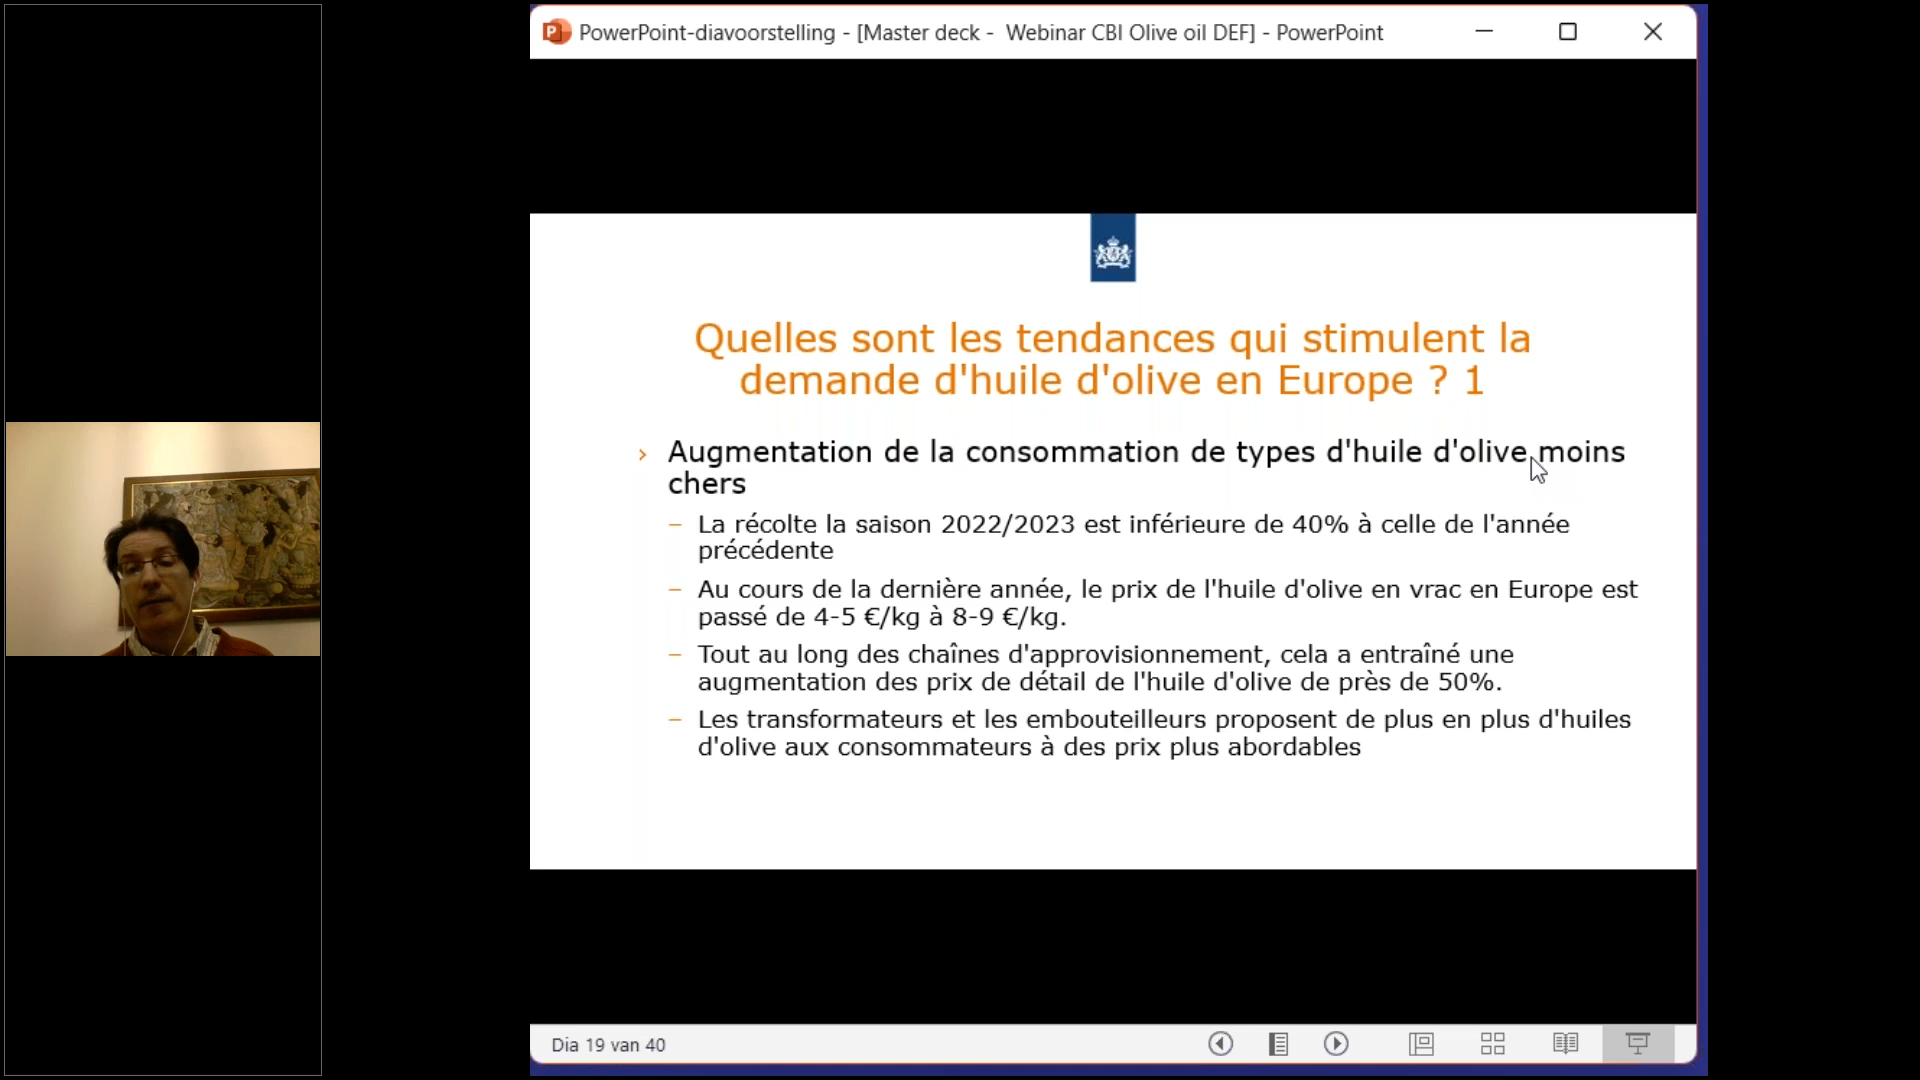 PowerPoint-diavoorstelling - [Master deck -  Webinar CBI Olive oil DEF] - PowerPoint
Quelles sont les tendances qui stimulent la
demande d'huile d'olive en Europe ? 1
› Augmentation de la consommation de types d'huile d'olive moins
chers
– La récolte la saison 2022/2023 est inférieure de 40% à celle de l'année
précédente
– Au cours de la dernière année, le prix de l'huile d'olive en vrac en Europe est
passé de 4-5 €/kg à 8-9 €/kg.
– Tout au long des chaînes d'approvisionnement, cela a entraîné une
augmentation des prix de détail de l'huile d'olive de près de 50%.
– Les transformateurs et les embouteilleurs proposent de plus en plus d'huiles
d'olive aux consommateurs à des prix plus abordables
Dia 19 van 40